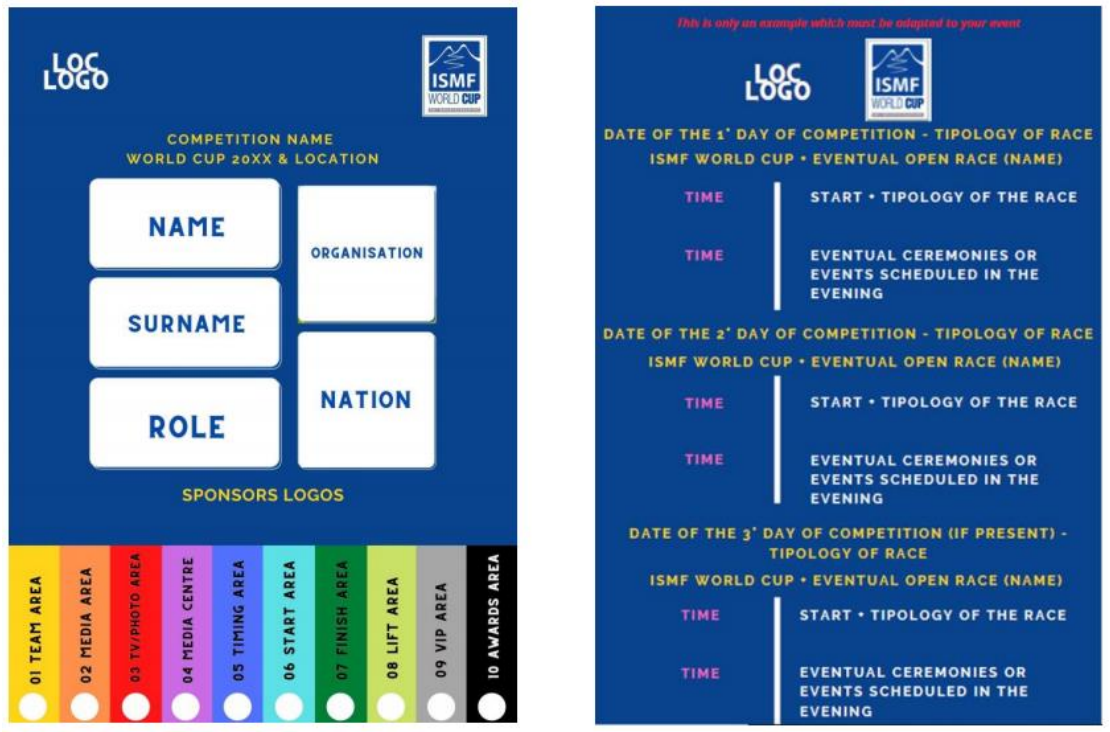 LOC
LOGO
ISMF
WORLD CUP
COMPETITION NAME
WORLD CUP 20XX & LOCATION
NAME
SURNAME
ROLE
ORGANISATION
NATION
SPONSORS LOGOS
01 TEAM AREA
02 MEDIA AREA
03 TV/PHOTO AREA
04 MEDIA CENTRE
05 TIMING AREA
06 START AREA
07 FINISH AREA
08 LIFT AREA
09 VIP AREA
10 AWARDS AREA
This is only an example which must be adapted to your event
LOC
LOGO
ISMF
WORLD CUP
DATE OF THE 1° DAY OF COMPETITION - TIPOLOGY OF RACE
ISMF WORLD CUP + EVENTUAL OPEN RACE (NAME)
TIME
START + TIPOLOGY OF THE RACE
TIME
EVENTUAL CEREMONIES OR
EVENTS SCHEDULED IN THE
EVENING
DATE OF THE 2° DAY OF COMPETITION - TIPOLOGY OF RACE
ISMF WORLD CUP + EVENTUAL OPEN RACE (NAME)
TIME
START + TIPOLOGY OF THE RACE
TIME
EVENTUAL CEREMONIES OR
EVENTS SCHEDULED IN THE
EVENING
DATE OF THE 3° DAY OF COMPETITION (IF PRESENT) -
TIPOLOGY OF RACE
ISMF WORLD CUP + EVENTUAL OPEN RACE (NAME)
TIME
START + TIPOLOGY OF THE RACE
TIME
EVENTUAL CEREMONIES OR
EVENTS SCHEDULED IN THE
EVENING